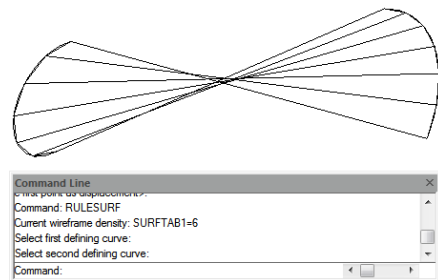 Command Line
Command: RULESURF
Current wireframe density: SURFTAB1=6
Select first defining curve:
Select second defining curve:
Command: